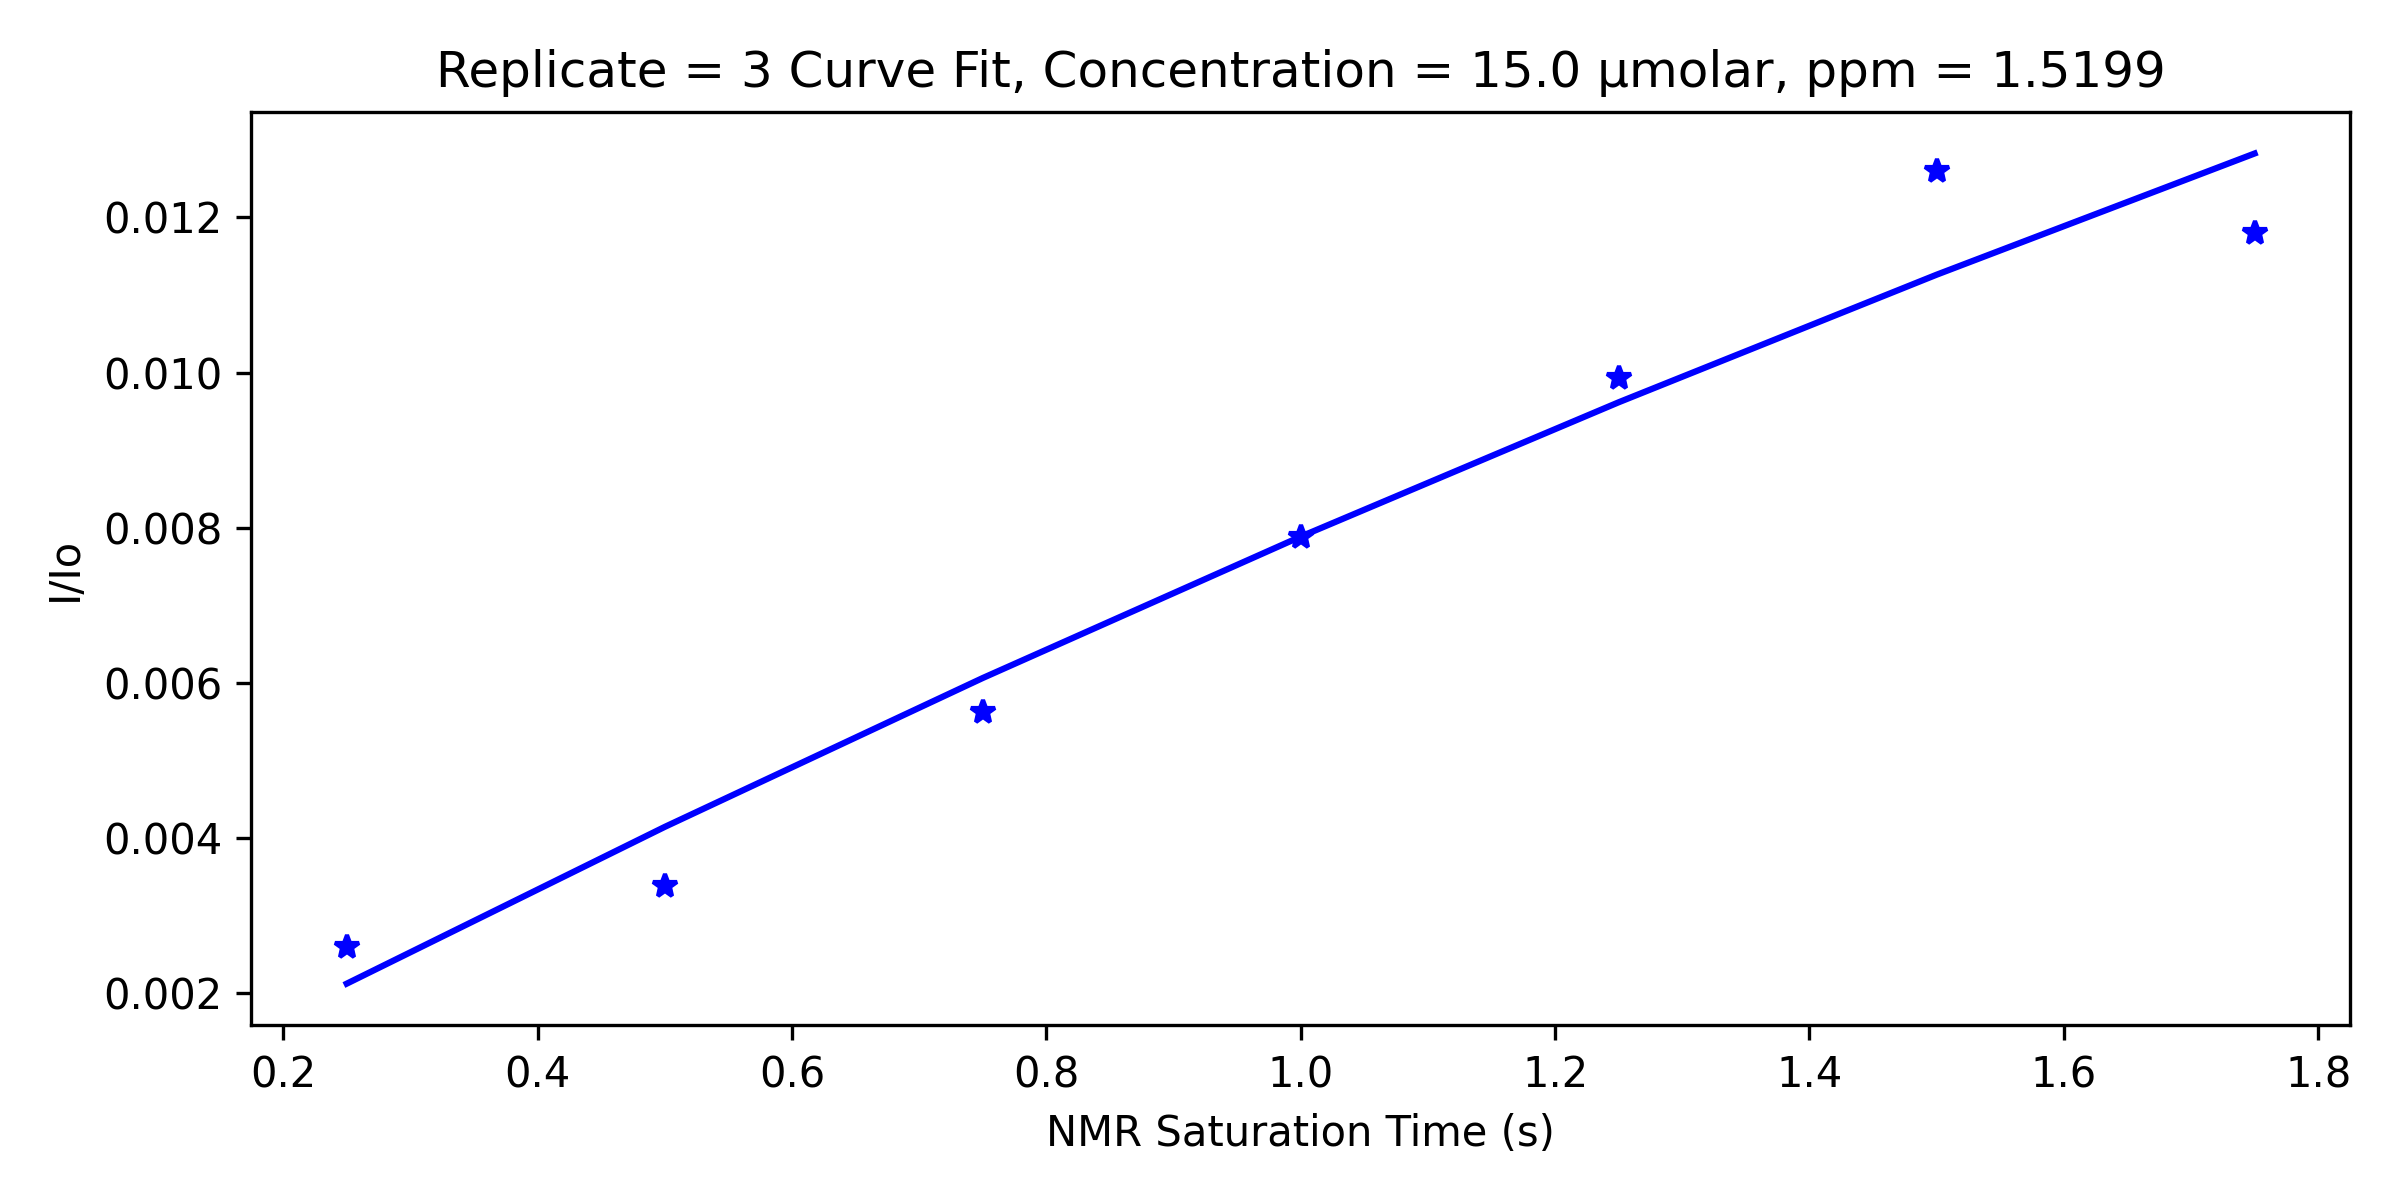 Replicate = 3 Curve Fit, Concentration = 15.0 μmolar, ppm = 1.5199
0.012
0.010
0.008
0.006
0.004
0.002
I/Io
0.2 0.4 0.6 0.8 1.0 1.2 1.4 1.6 1.8
NMR Saturation Time (s)